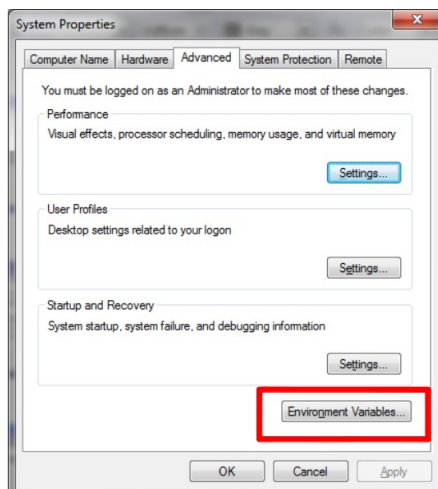 System Properties
Computer Name Hardware Advanced System Protection Remote
You must be logged on as an Administrator to make most of these changes.
Performance
Visual effects, processor scheduling, memory usage, and virtual memory
Settings...
User Profiles
Desktop settings related to your logon
Settings...
Startup and Recovery
System startup, system failure, and debugging information
Settings...
Environment Variables...
OK Cancel Apply